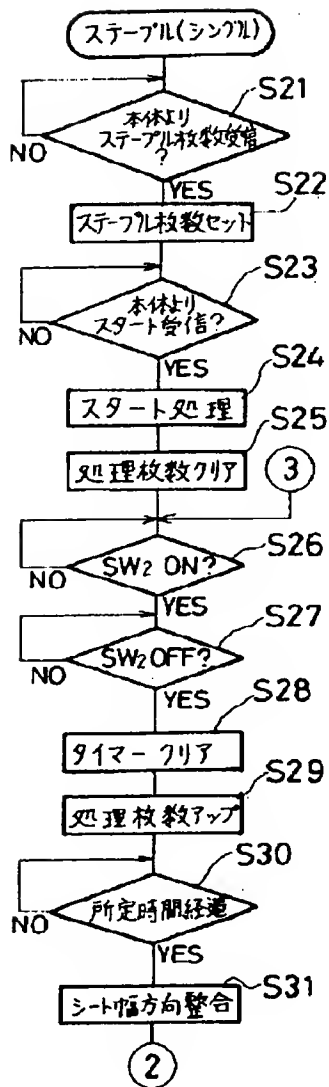 ステープル(シングル)
S21
本体より
ステープル枚数受信
?
NO
YES
S22
ステープル枚数セット
S23
本体より
スタート受信?
NO
YES
S24
スタート処理
S25
処理枚数クリア
3
S26
SW2 ON?
NO
YES
S27
SW2 OFF?
NO
YES
S28
タイマークリア
S29
処理枚数アップ
S30
所定時間経過
NO
YES
S31
シート幅方向整合
2